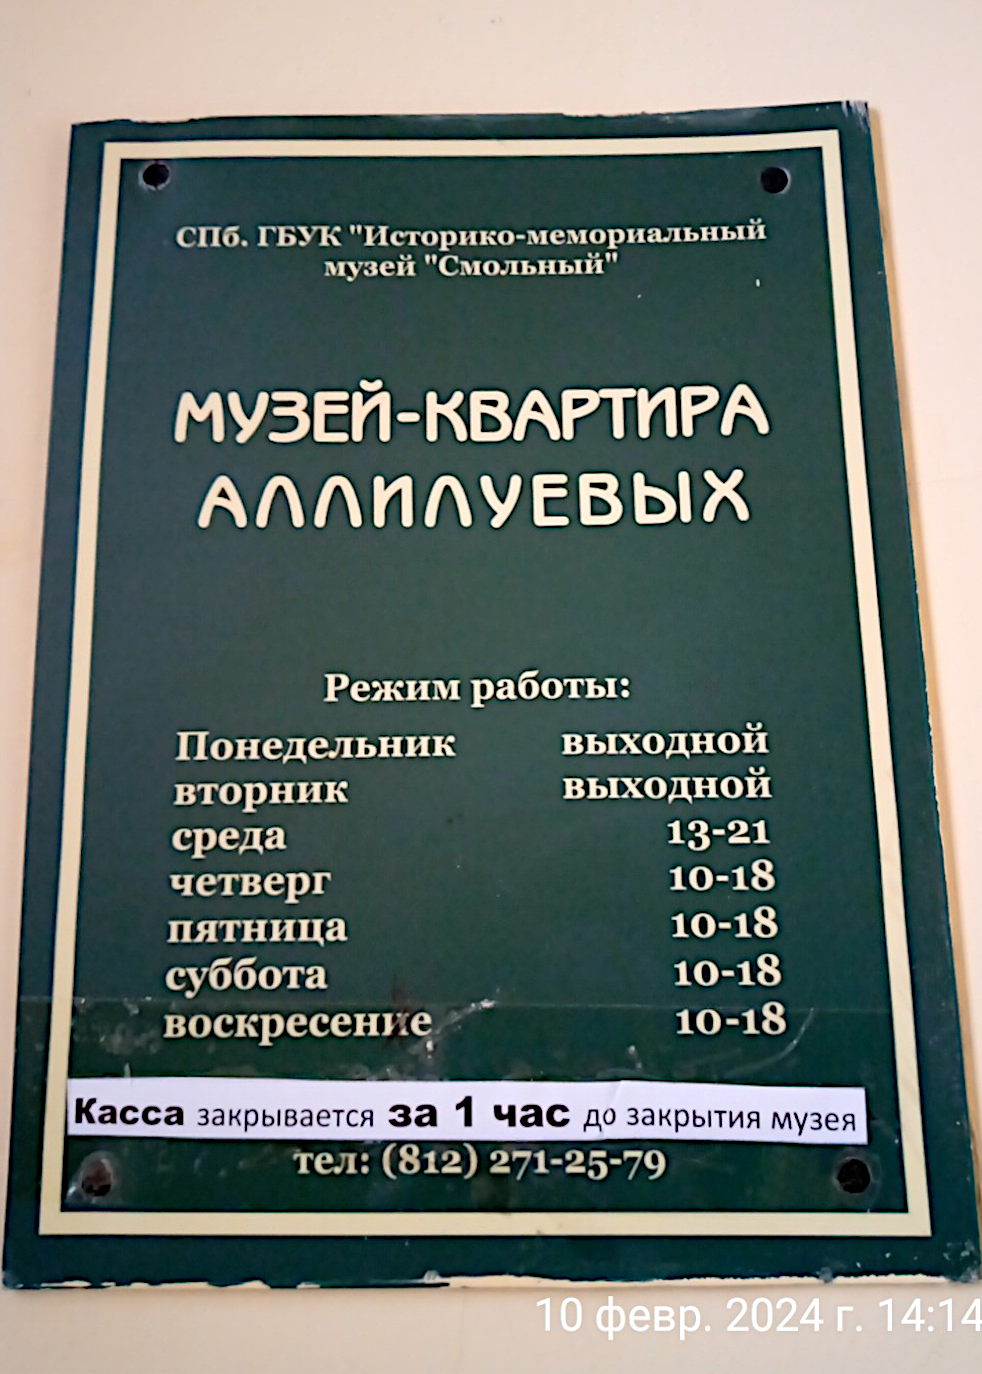 СПб. ГБУК "Историко-мемориальный
музей "Смольный"
МУЗЕЙ-КВАРТИРА
АЛЛИЛУЕВЫХ
Режим работы:
Понедельник выходной
вторник выходной
среда 13-21
четверг 10-18
пятница 10-18
суббота 10-18
воскресение 10-18
Касса закрывается за 1 час до закрытия музея
тел: (812) 271-25-79
10 февр. 2024 г. 14:14